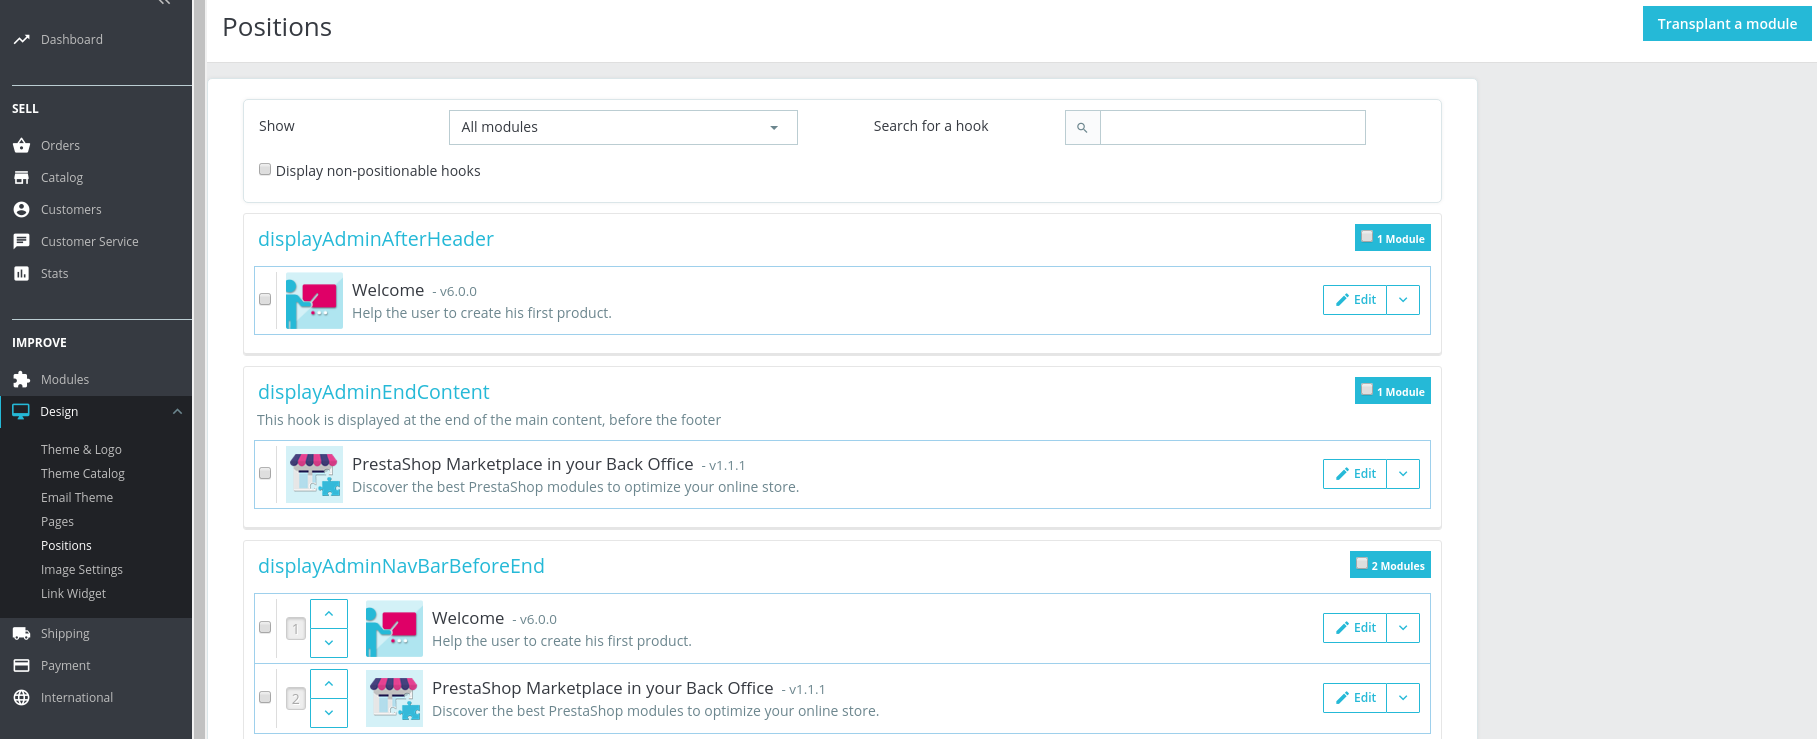 Dashboard
SELL
Orders
Catalog
Customers
Customer Service
Stats
IMPROVE
Modules
Design
Theme & Logo
Theme Catalog
Email Theme
Pages
Positions
Image Settings
Link Widget
Shipping
Payment
International
Positions
Transplant a module
Show
All modules
Search for a hook
Display non-positionable hooks
displayAdminAfterHeader
1 Module
Welcome - v6.0.0
Help the user to create his first product.
Edit
displayAdminEndContent
1 Module
This hook is displayed at the end of the main content, before the footer
PrestaShop Marketplace in your Back Office - v1.1.1
Discover the best PrestaShop modules to optimize your online store.
Edit
displayAdminNavBarBeforeEnd
2 Modules
1
Welcome - v6.0.0
Help the user to create his first product.
Edit
2
PrestaShop Marketplace in your Back Office - v1.1.1
Discover the best PrestaShop modules to optimize your online store.
Edit